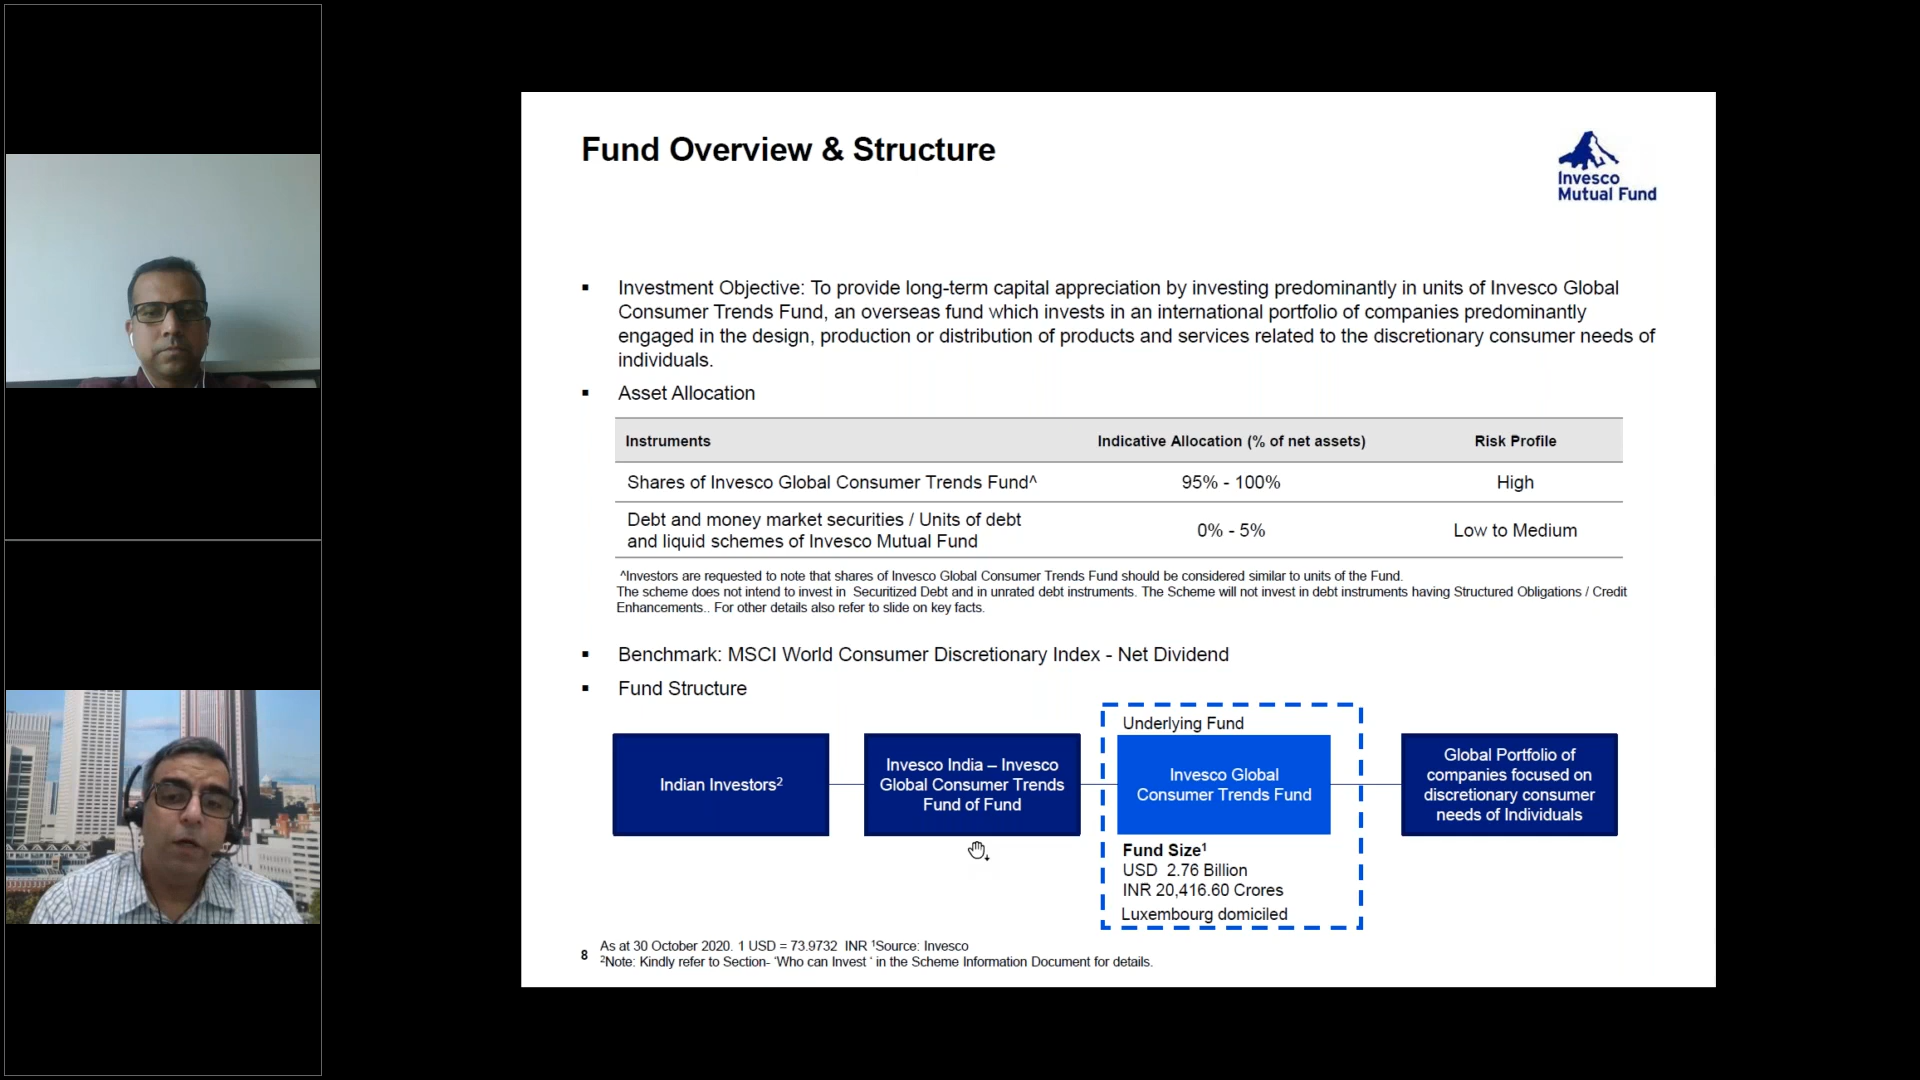 Fund Overview & Structure
Invesco
Mutual Fund
▪ Investment Objective: To provide long-term capital appreciation by investing predominantly in units of Invesco Global
Consumer Trends Fund, an overseas fund which invests in an international portfolio of companies predominantly
engaged in the design, production or distribution of products and services related to the discretionary consumer needs of
individuals.
▪ Asset Allocation
Instruments Indicative Allocation (% of net assets) Risk Profile
Shares of Invesco Global Consumer Trends Fund^ 95% - 100% High
Debt and money market securities / Units of debt
and liquid schemes of Invesco Mutual Fund 0% - 5% Low to Medium
^Investors are requested to note that shares of Invesco Global Consumer Trends Fund should be considered similar to units of the Fund.
The scheme does not intend to invest in Securitized Debt and in unrated debt instruments. The Scheme will not invest in debt instruments having Structured Obligations / Credit
Enhancements.. For other details also refer to slide on key facts.
▪ Benchmark: MSCI World Consumer Discretionary Index - Net Dividend
▪ Fund Structure
Indian Investors²
Invesco India – Invesco
Global Consumer Trends
Fund of Fund
Underlying Fund
Invesco Global
Consumer Trends Fund
Fund Size¹
USD 2.76 Billion
INR 20,416.60 Crores
Luxembourg domiciled
Global Portfolio of
companies focused on
discretionary consumer
needs of Individuals
8
As at 30 October 2020. 1 USD = 73.9732 INR ¹Source: Invesco
²Note: Kindly refer to Section- ‘Who can Invest ‘ in the Scheme Information Document for details.